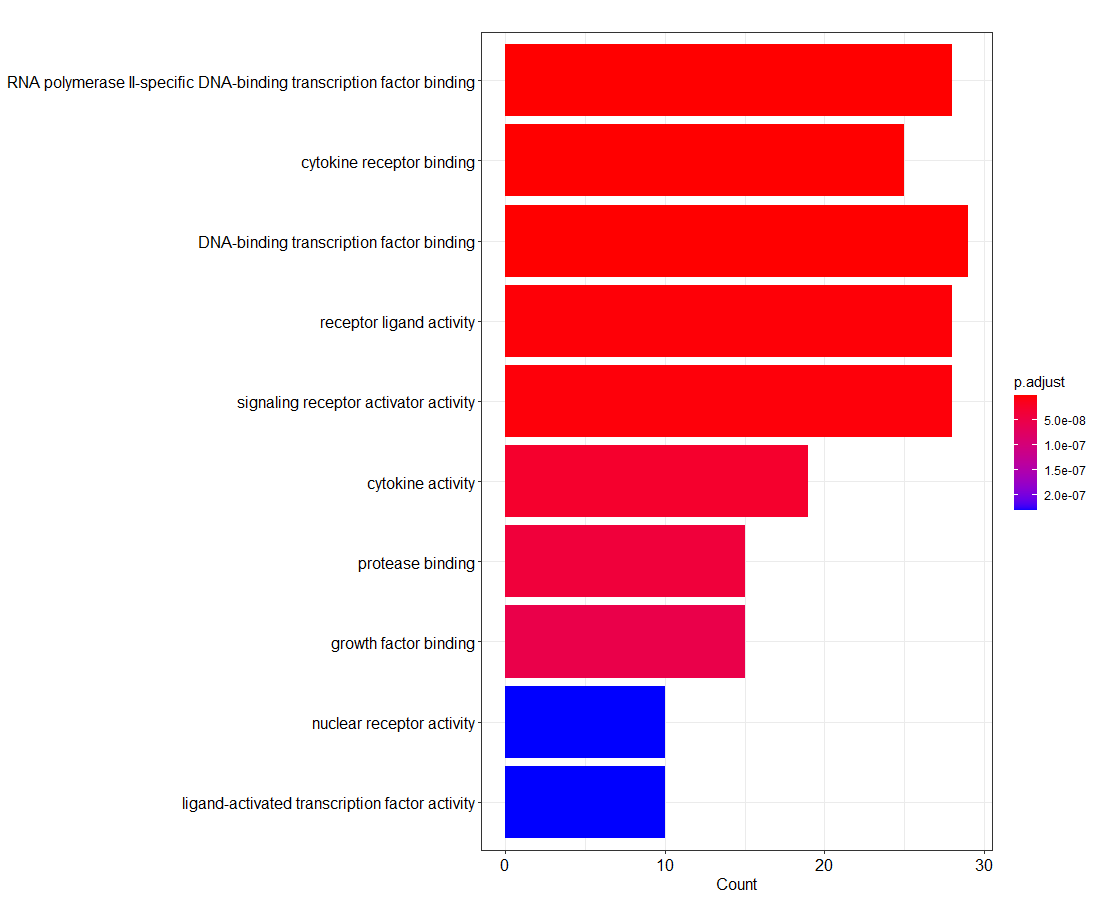 RNA polymerase II-specific DNA-binding transcription factor binding
cytokine receptor binding
DNA-binding transcription factor binding
receptor ligand activity
signaling receptor activator activity
cytokine activity
protease binding
growth factor binding
nuclear receptor activity
ligand-activated transcription factor activity
0 10 20 30
Count
p.adjust
5.0e-08
1.0e-07
1.5e-07
2.0e-07